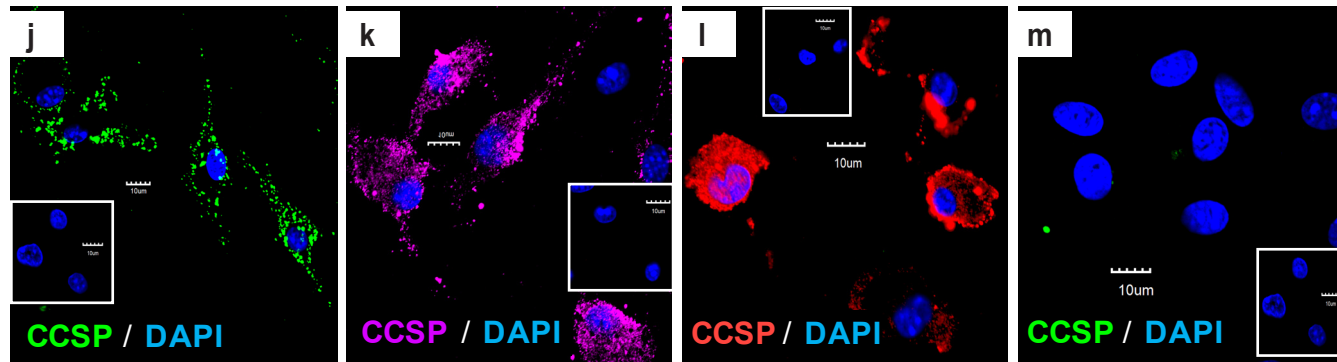 j
10um
10um
CCSP / DAPI
k
10um
10um
CCSP / DAPI
l
10um
10um
CCSP / DAPI
m
10um
10um
CCSP / DAPI